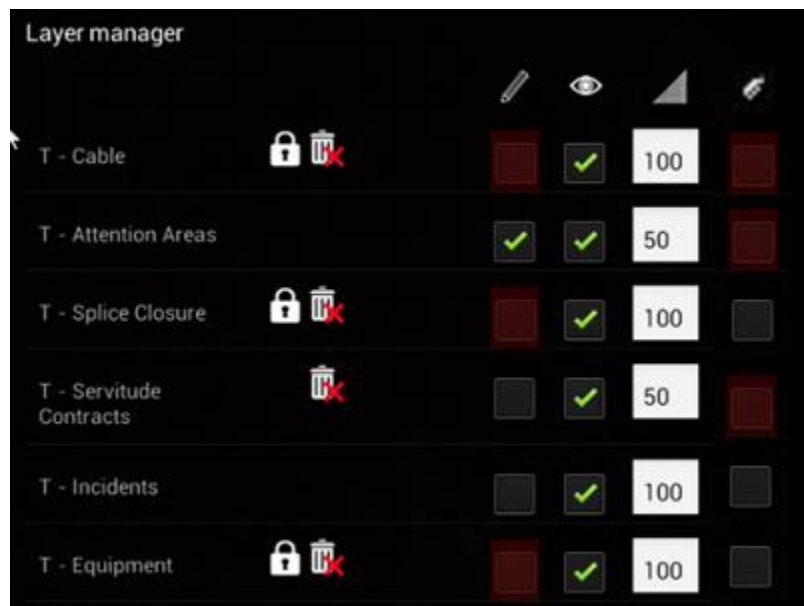 Layer manager
T - Cable
100
T - Attention Areas
50
T - Splice Closure
100
T - Servitude
Contracts
50
T - Incidents
100
T - Equipment
100